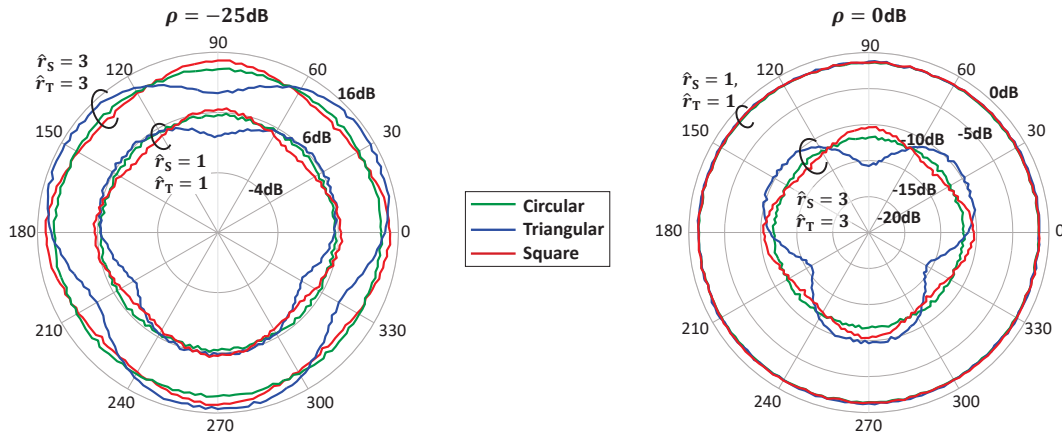 ρ = −25dB
90
60
30
0
330
300
270
240
210
180
150
120
16dB
6dB
-4dB
r̂S = 3
r̂T = 3
r̂S = 1
r̂T = 1
Circular
Triangular
Square
ρ = 0dB
90
60
30
0
330
300
270
240
210
180
150
120
0dB
-5dB
-10dB
-15dB
-20dB
r̂S = 1,
r̂T = 1
r̂S = 3
r̂T = 3